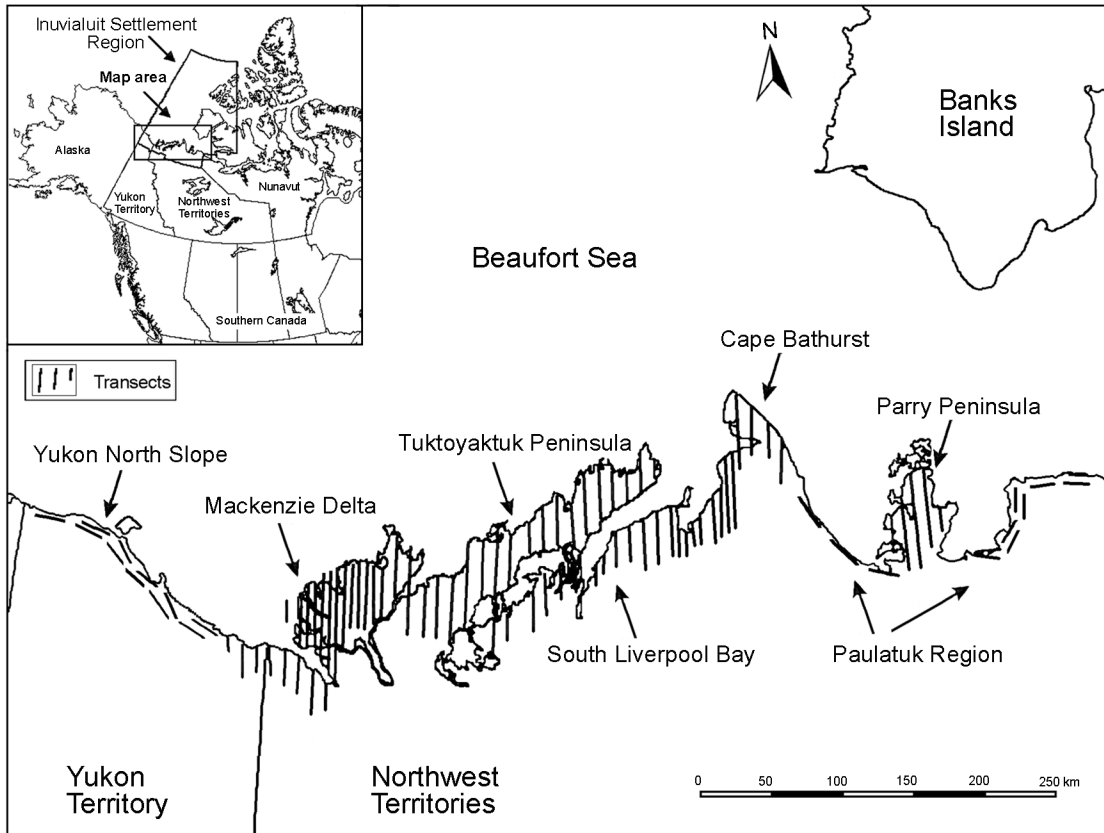 Inuvialuit Settlement
Region
Map area
Alaska
Yukon
Territory
Northwest
Territories
Nunavut
Southern Canada
N
Banks
Island
Beaufort Sea
Transects
Cape Bathurst
Parry Peninsula
Tuktoyaktuk Peninsula
Yukon North Slope
Mackenzie Delta
South Liverpool Bay
Paulatuk Region
Yukon
Territory
Northwest
Territories
0 50 100 150 200 250 km